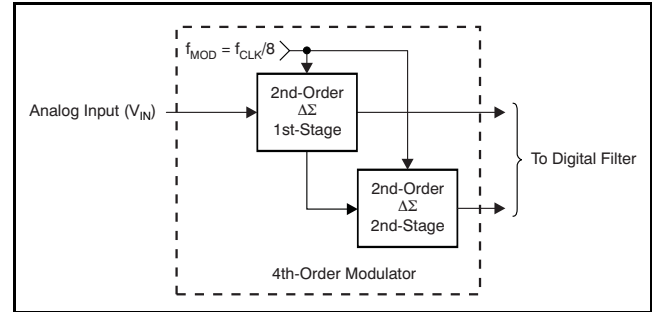 f_MOD = f_CLK/8
2nd-Order
ΔΣ
1st-Stage
Analog Input (V_IN)
To Digital Filter
2nd-Order
ΔΣ
2nd-Stage
4th-Order Modulator